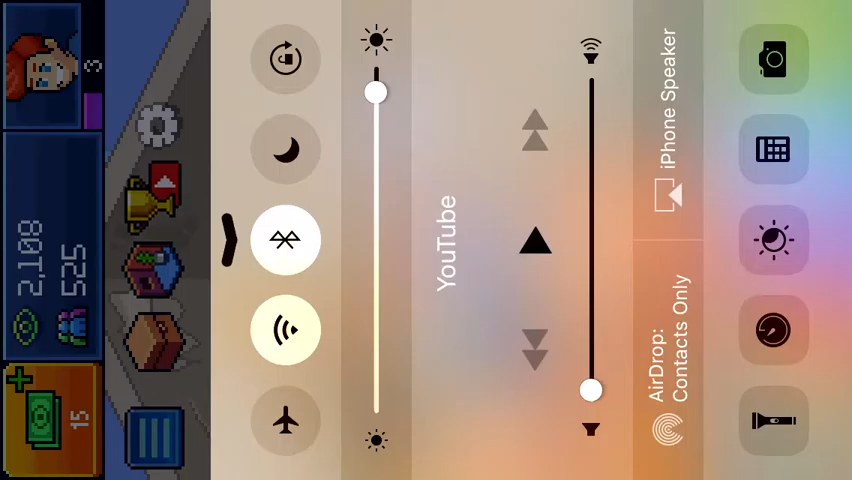 15
2,108
525
3
YouTube
AirDrop:
Contacts Only
iPhone Speaker